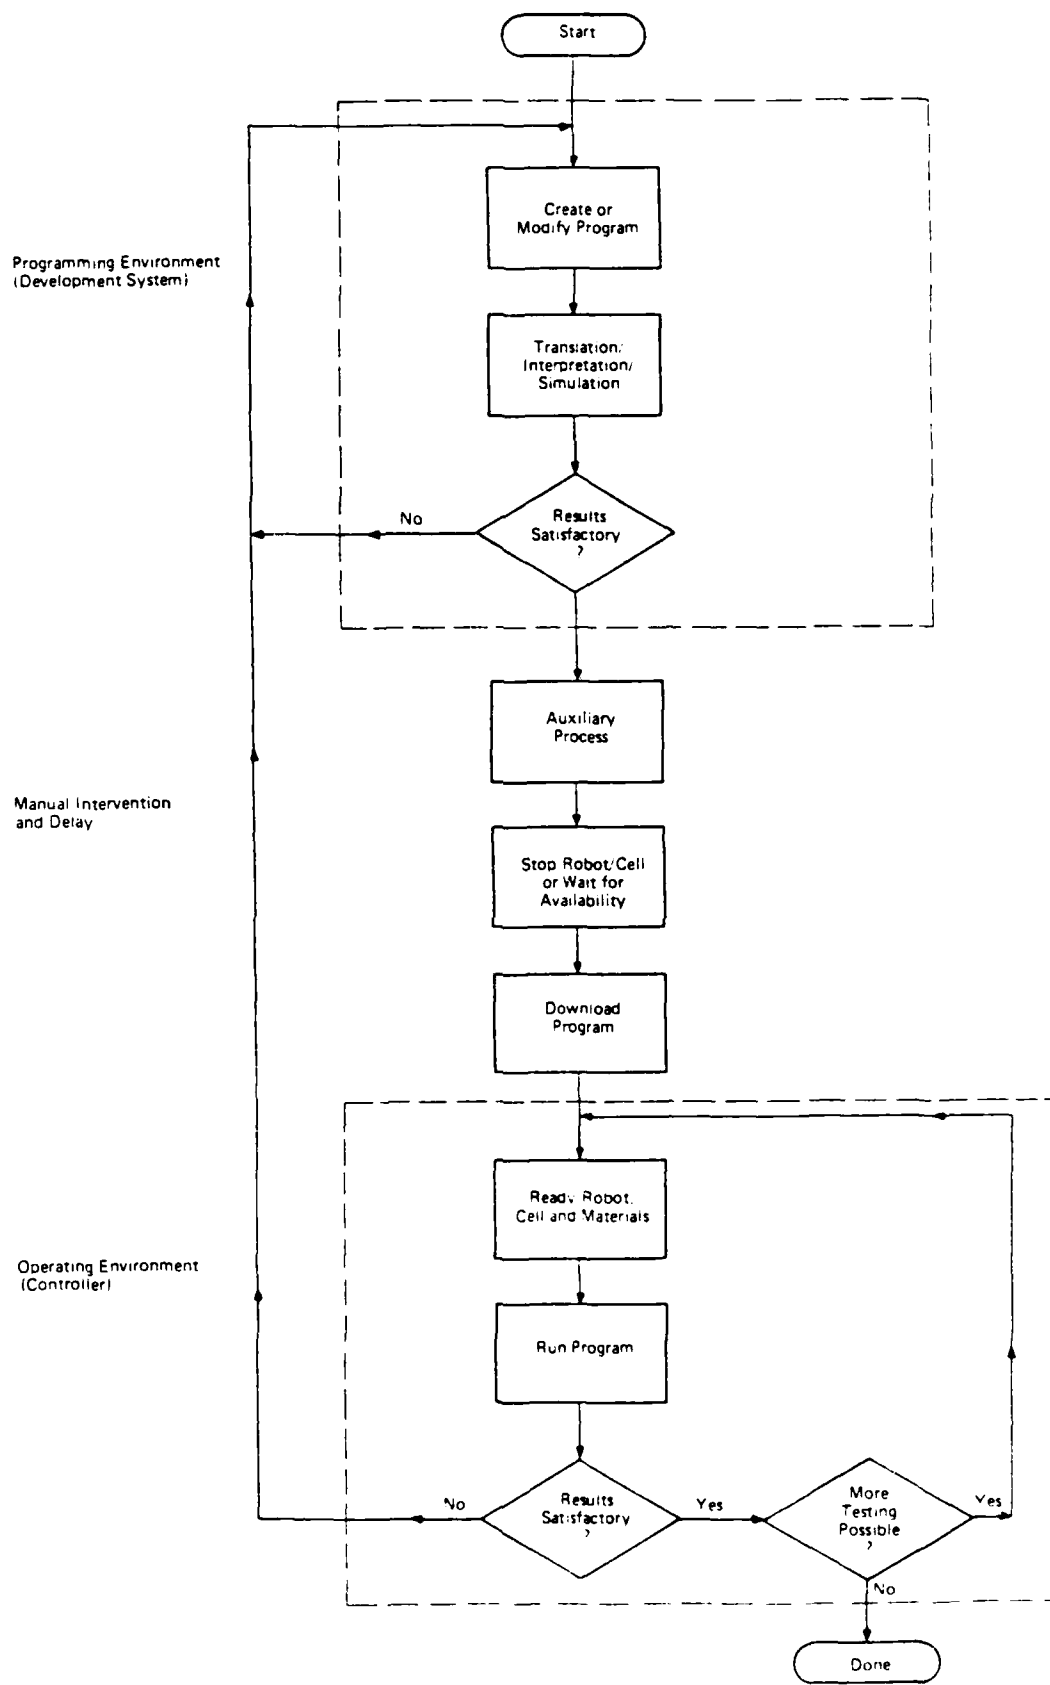 Start
Create or
Modify Program
Programming Environment
(Development System)
Translation/
Interpretation/
Simulation
No
Results
Satisfactory
?
Auxiliary
Process
Manual Intervention
and Delay
Stop Robot/Cell
or Wait for
Availability
Download
Program
Ready Robot,
Cell and Materials
Operating Environment
(Controller)
Run Program
No
Results
Satisfactory
?
Yes
More
Testing
Possible
?
Yes
No
Done